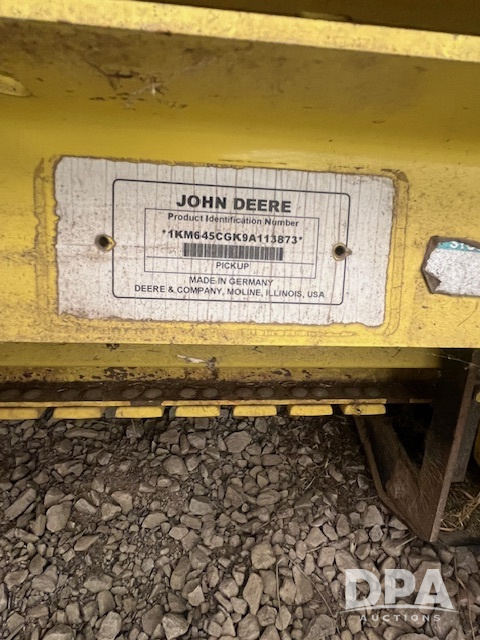 JOHN DEERE
Product Identification Number
*1KM645CGK9A113873*
PICKUP
MADE IN GERMANY
DEERE & COMPANY, MOLINE, ILLINOIS, USA
DPA
AUCTIONS